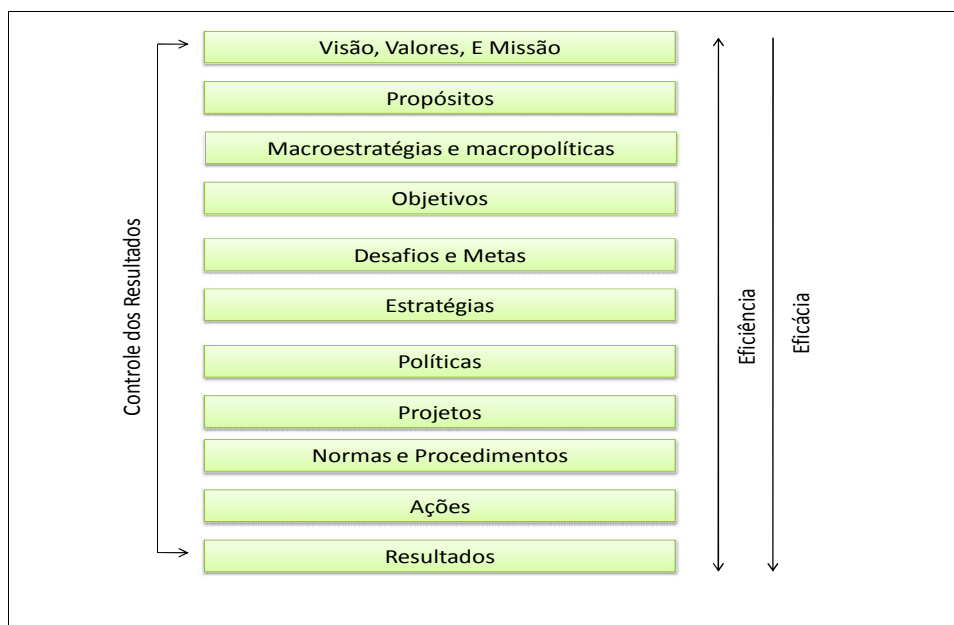 Visão, Valores, E Missão
Propósitos
Macroestratégias e macropolíticas
Objetivos
Desafios e Metas
Estratégias
Políticas
Projetos
Normas e Procedimentos
Ações
Resultados
Controle dos Resultados
Eficiência
Eficácia